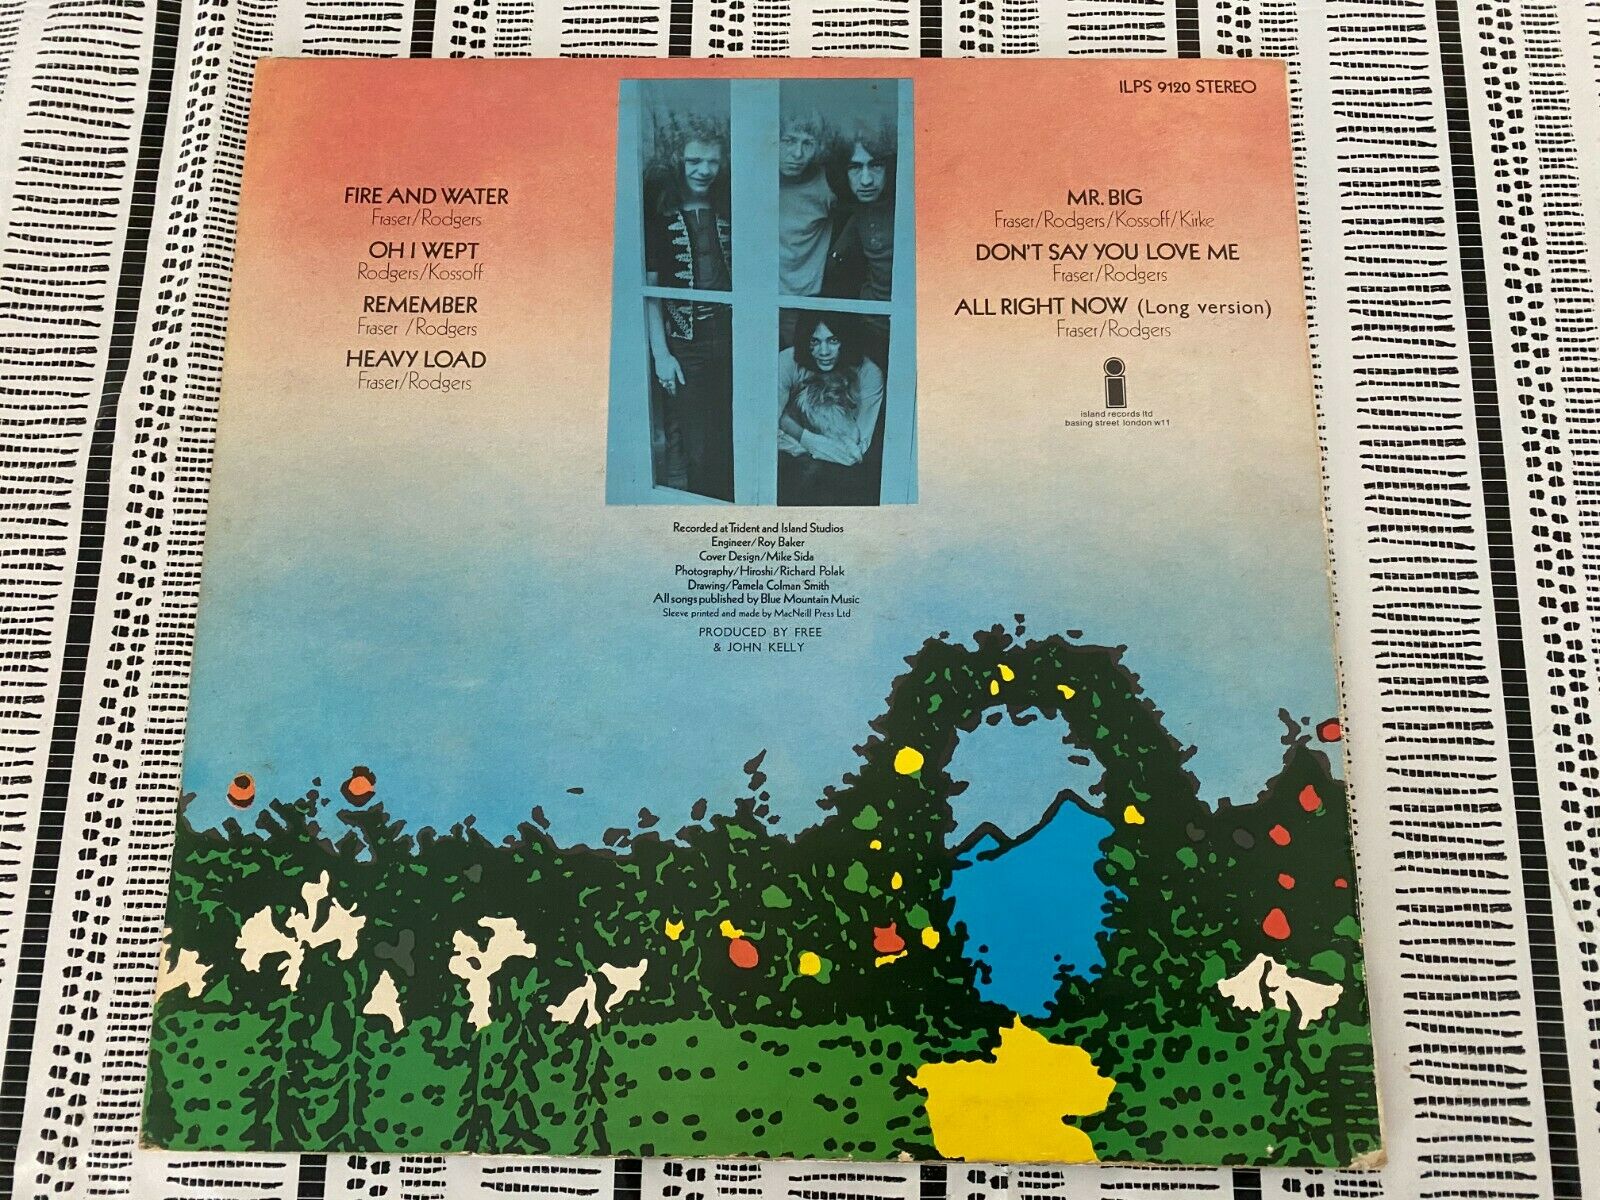 ILPS 9120 STEREO
FIRE AND WATER
Fraser/Rodgers
OH I WEPT
Rodgers/Kossoff
REMEMBER
Fraser /Rodgers
HEAVY LOAD
Fraser/Rodgers
MR. BIG
Fraser/Rodgers/Kossoff/Kirke
DON'T SAY YOU LOVE ME
Fraser/Rodgers
ALL RIGHT NOW (Long version)
Fraser/Rodgers
island records ltd
basing street london w11
Recorded at Trident and Island Studios
Engineer/Roy Baker
Cover Design/Mike Sida
Photography/Hiroshi/Richard Polak
Drawing/Pamela Colman Smith
All songs published by Blue Mountain Music
Sleeve printed and made by MacNeill Press Ltd
PRODUCED BY FREE
& JOHN KELLY